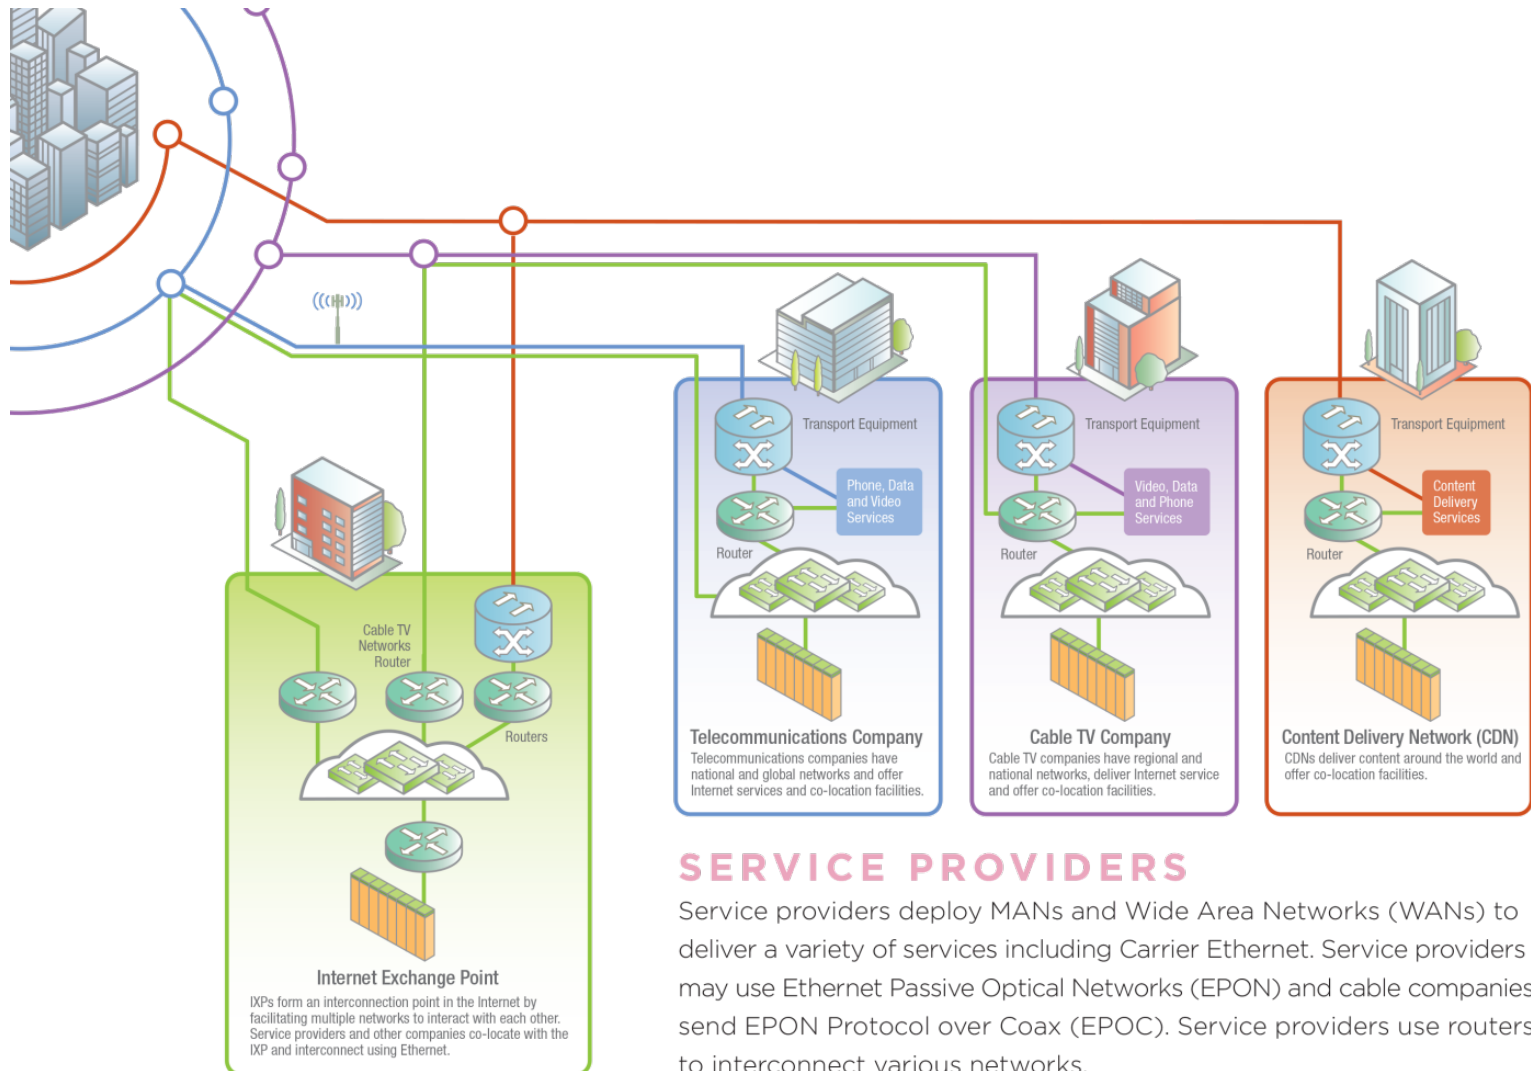 Transport Equipment
Phone, Data
and Video
Services
Router
Telecommunications Company
Telecommunications companies have
national and global networks and offer
Internet services and co-location facilities.
Transport Equipment
Video, Data
and Phone
Services
Router
Cable TV Company
Cable TV companies have regional and
national networks, deliver Internet service
and offer co-location facilities.
Transport Equipment
Content
Delivery
Services
Router
Content Delivery Network (CDN)
CDNs deliver content around the world and
offer co-location facilities.
Cable TV
Networks
Router
Routers
Internet Exchange Point
IXPs form an interconnection point in the Internet by
facilitating multiple networks to interact with each other.
Service providers and other companies co-locate with the
IXP and interconnect using Ethernet.
SERVICE PROVIDERS
Service providers deploy MANs and Wide Area Networks (WANs) to
deliver a variety of services including Carrier Ethernet. Service providers
may use Ethernet Passive Optical Networks (EPON) and cable companies
send EPON Protocol over Coax (EPOC). Service providers use routers
to interconnect various networks.